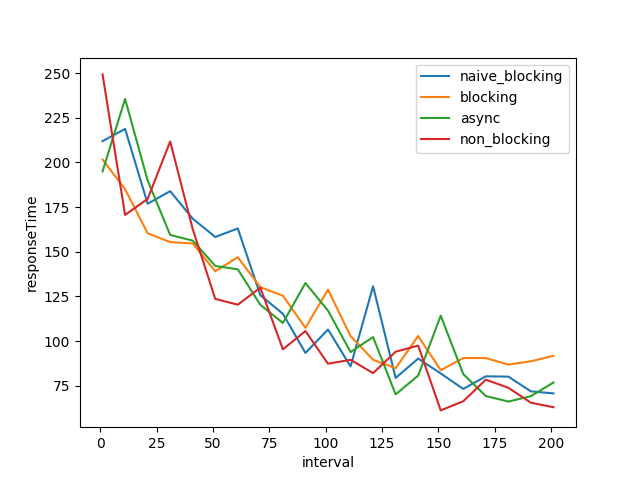 naive_blocking
blocking
async
non_blocking
250
225
200
175
150
125
100
75
responseTime
0 25 50 75 100 125 150 175 200
interval